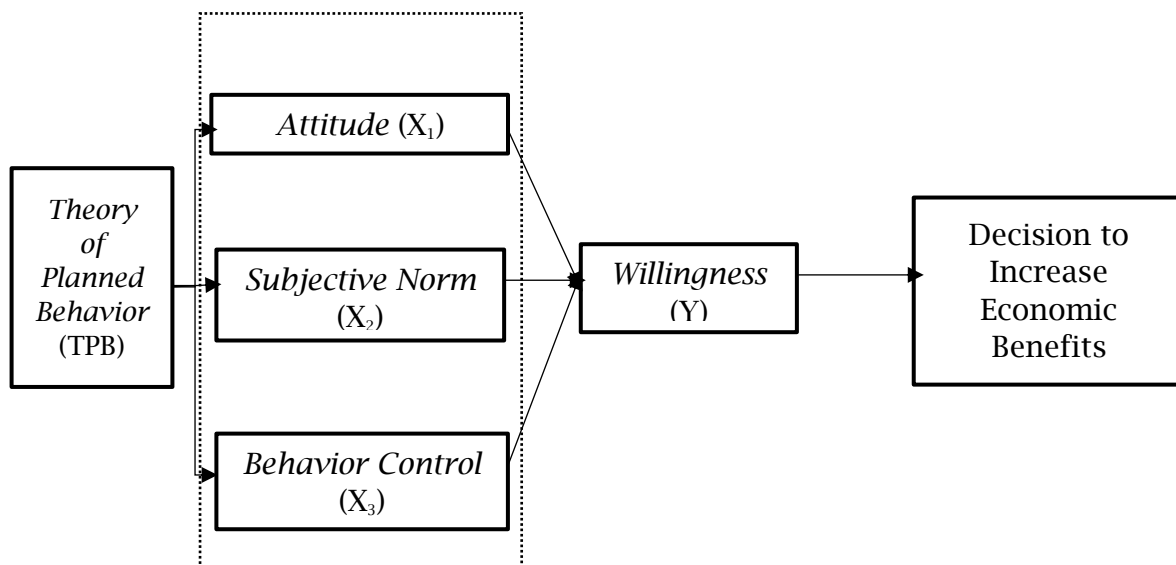 Theory
of
Planned
Behavior
(TPB)
Attitude (X₁)
Subjective Norm
(X₂)
Behavior Control
(X₃)
Willingness
(Y)
Decision to
Increase
Economic
Benefits